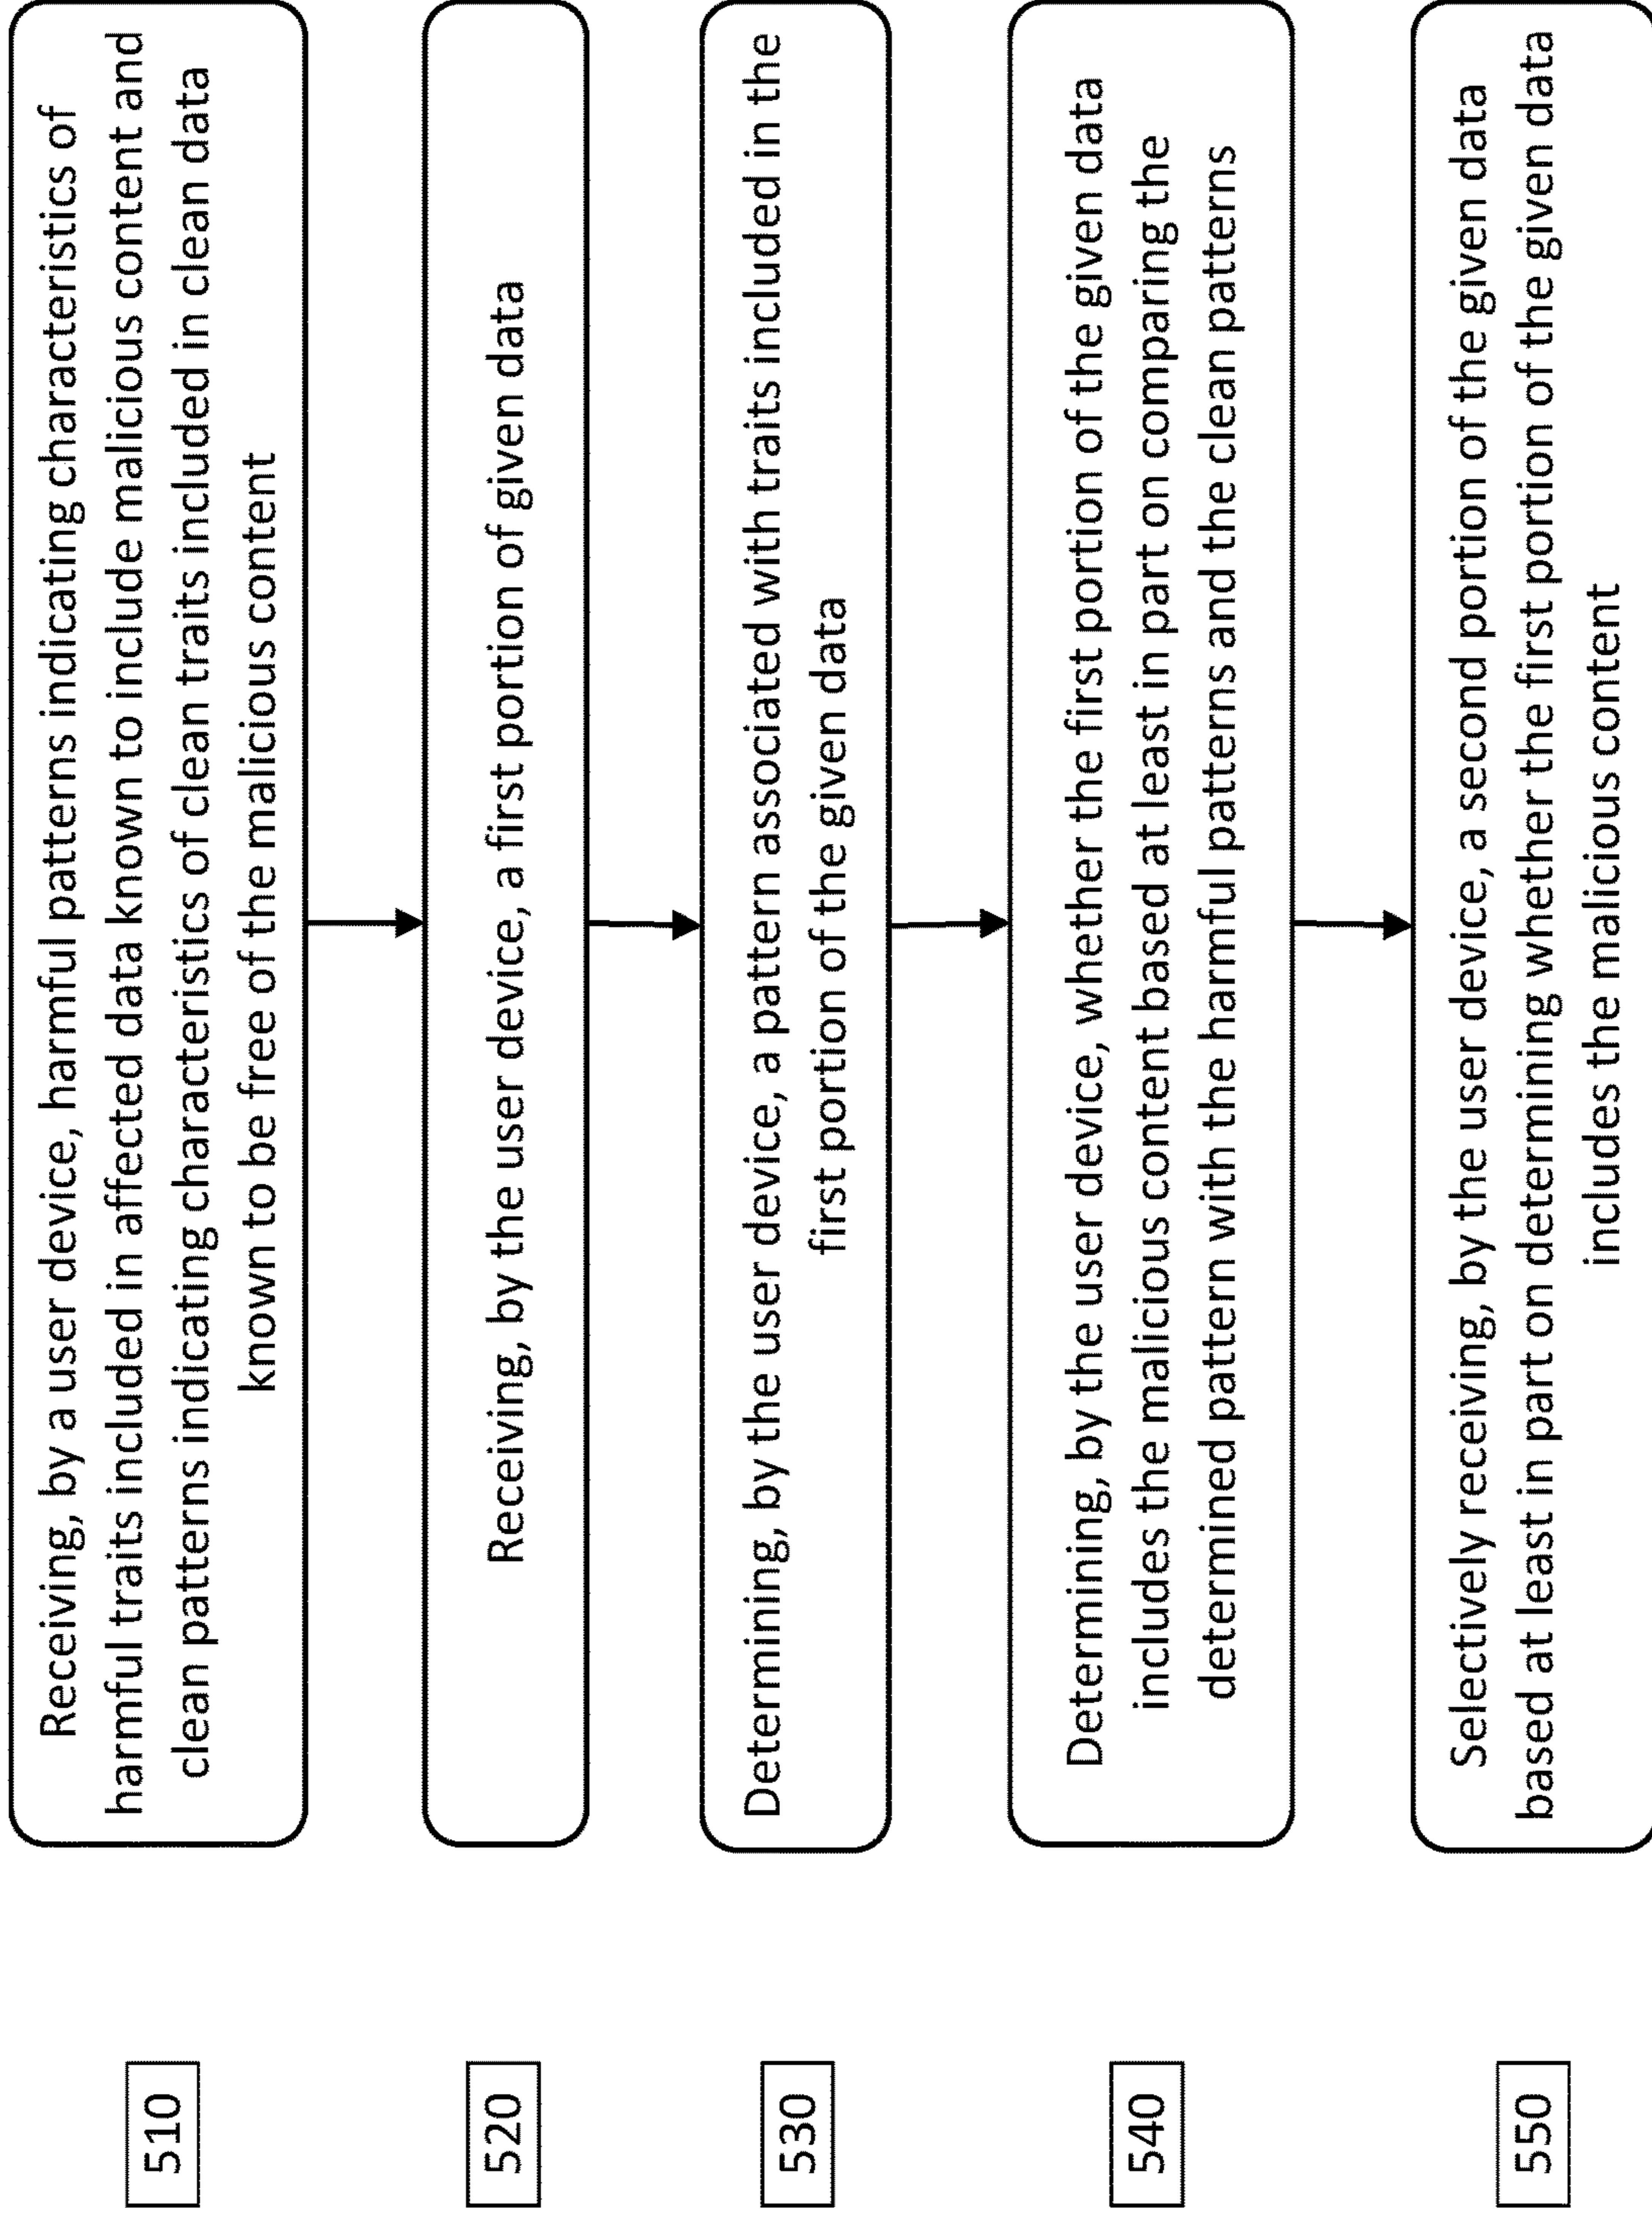 510
Receiving, by a user device, harmful patterns indicating characteristics of
harmful traits included in affected data known to include malicious content and
clean patterns indicating characteristics of clean traits included in clean data
known to be free of the malicious content
520
Receiving, by the user device, a first portion of given data
530
Determining, by the user device, a pattern associated with traits included in the
first portion of the given data
540
Determining, by the user device, whether the first portion of the given data
includes the malicious content based at least in part on comparing the
determined pattern with the harmful patterns and the clean patterns
550
Selectively receiving, by the user device, a second portion of the given data
based at least in part on determining whether the first portion of the given data
includes the malicious content